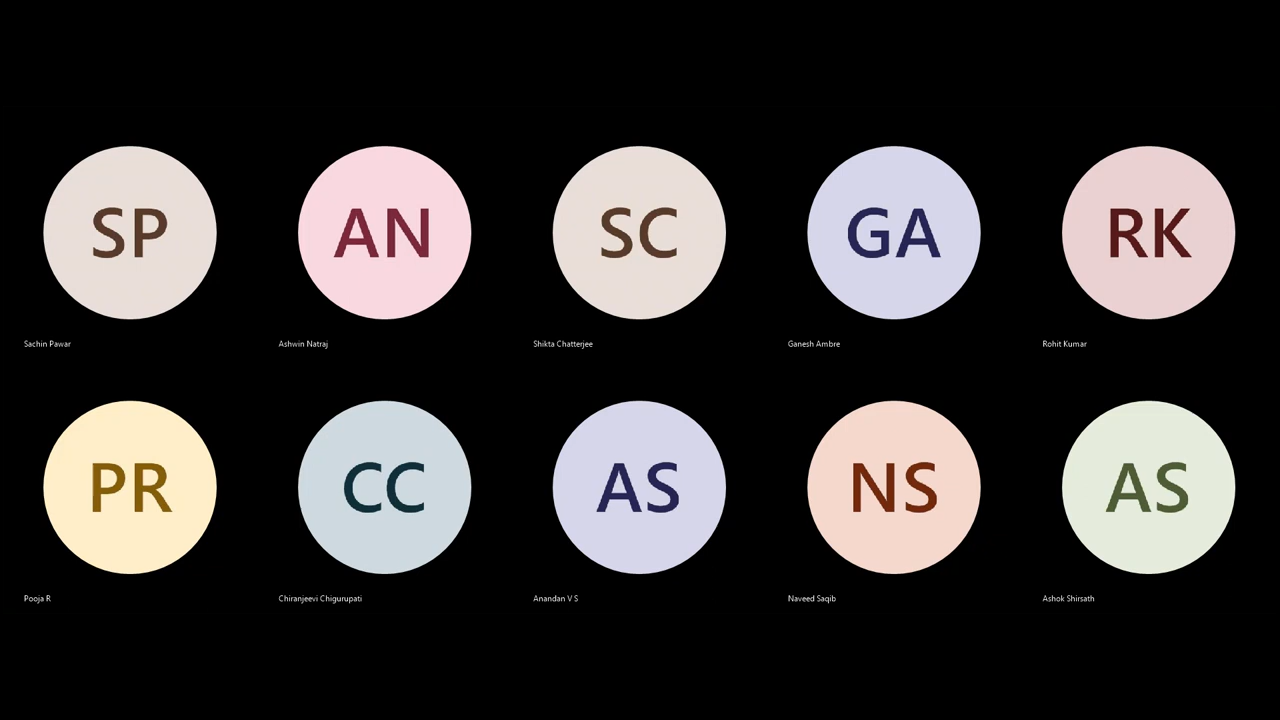 SP
AN
SC
GA
RK
Sachin Pawar
Ashwin Natraj
Shikta Chatterjee
Ganesh Ambre
Rohit Kumar
PR
CC
AS
NS
AS
Pooja R
Chiranjeevi Chigurupati
Anandan V S
Naveed Saqib
Ashok Shirsath